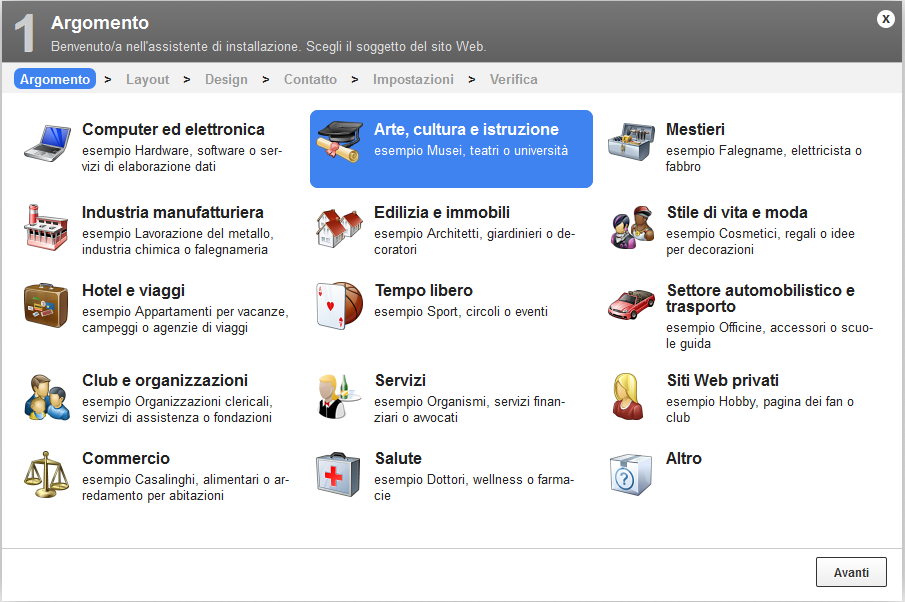 1
Argomento
X
Benvenuto/a nell'assistente di installazione. Scegli il soggetto del sito Web.
Argomento > Layout > Design > Contatto > Impostazioni > Verifica
Computer ed elettronica
esempio Hardware, software o ser-
vizi di elaborazione dati
Arte, cultura e istruzione
esempio Musei, teatri o università
Mestieri
esempio Falegname, elettricista o
fabbro
Industria manufatturiera
esempio Lavorazione del metallo,
industria chimica o falegnameria
Edilizia e immobili
esempio Architetti, giardinieri o de-
coratori
Stile di vita e moda
esempio Cosmetici, regali o idee
per decorazioni
Hotel e viaggi
esempio Appartamenti per vacanze,
campeggi o agenzie di viaggi
Tempo libero
esempio Sport, circoli o eventi
Settore automobilistico e
trasporto
esempio Officine, accessori o scuo-
le guida
Club e organizzazioni
esempio Organizzazioni clericali,
servizi di assistenza o fondazioni
Servizi
esempio Organismi, servizi finan-
ziari o avvocati
Siti Web privati
esempio Hobby, pagina dei fan o
club
Commercio
esempio Casalinghi, alimentari o ar-
redamento per abitazioni
Salute
esempio Dottori, wellness o farma-
cie
Altro
Avanti